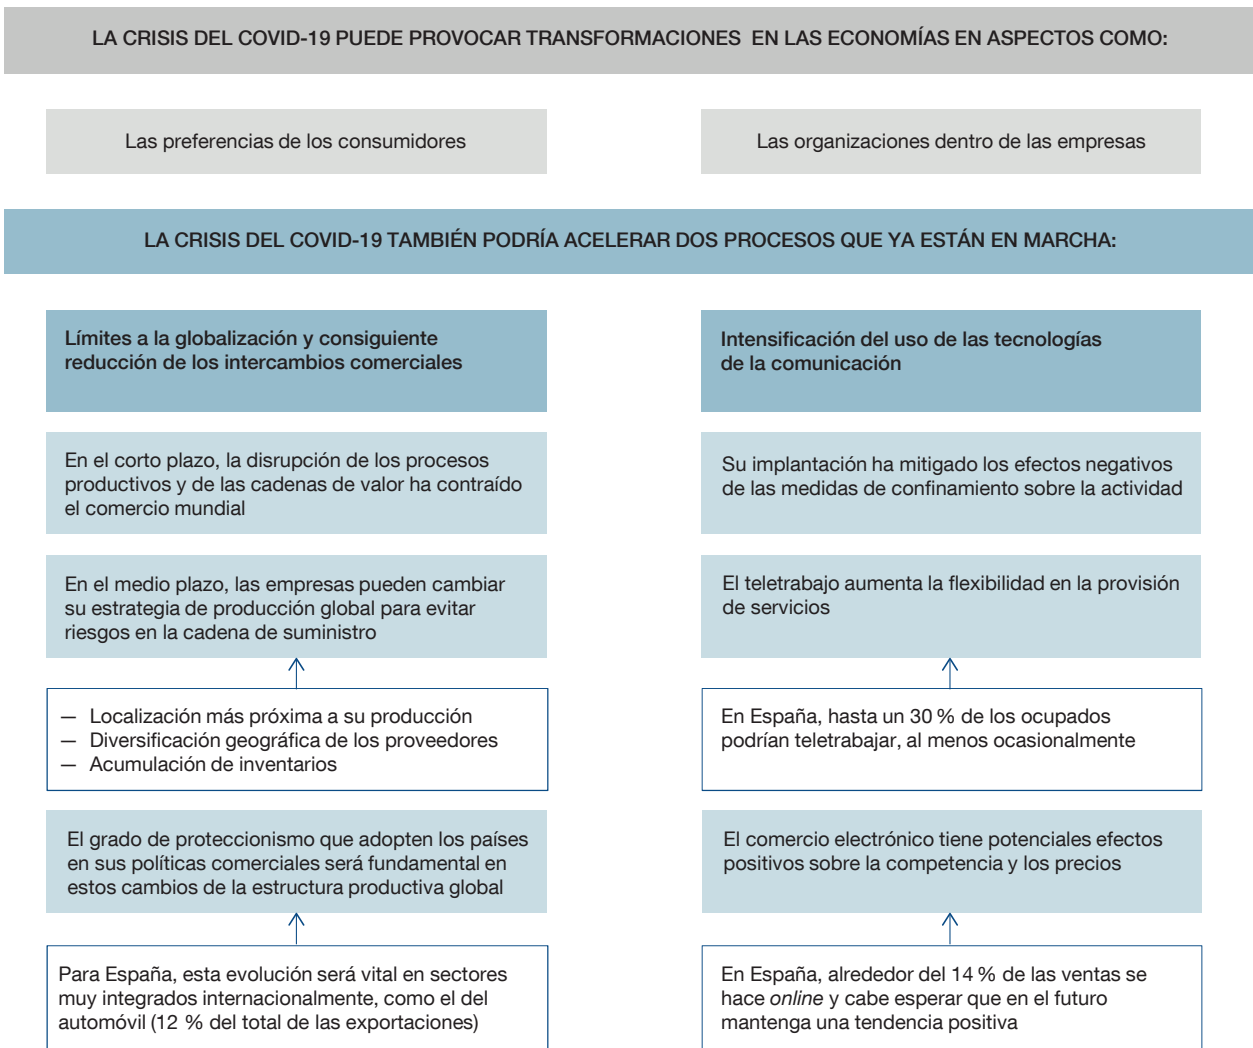 LA CRISIS DEL COVID-19 PUEDE PROVOCAR TRANSFORMACIONES EN LAS ECONOMÍAS EN ASPECTOS COMO:
Las preferencias de los consumidores
Las organizaciones dentro de las empresas
LA CRISIS DEL COVID-19 TAMBIÉN PODRÍA ACELERAR DOS PROCESOS QUE YA ESTÁN EN MARCHA:
Límites a la globalización y consiguiente
reducción de los intercambios comerciales
En el corto plazo, la disrupción de los procesos
productivos y de las cadenas de valor ha contraído
el comercio mundial
En el medio plazo, las empresas pueden cambiar
su estrategia de producción global para evitar
riesgos en la cadena de suministro
— Localización más próxima a su producción
— Diversificación geográfica de los proveedores
— Acumulación de inventarios
El grado de proteccionismo que adopten los países
en sus políticas comerciales será fundamental en
estos cambios de la estructura productiva global
Para España, esta evolución será vital en sectores
muy integrados internacionalmente, como el del
automóvil (12 % del total de las exportaciones)
Intensificación del uso de las tecnologías
de la comunicación
Su implantación ha mitigado los efectos negativos
de las medidas de confinamiento sobre la actividad
El teletrabajo aumenta la flexibilidad en la provisión
de servicios
En España, hasta un 30 % de los ocupados
podrían teletrabajar, al menos ocasionalmente
El comercio electrónico tiene potenciales efectos
positivos sobre la competencia y los precios
En España, alrededor del 14 % de las ventas se
hace online y cabe esperar que en el futuro
mantenga una tendencia positiva